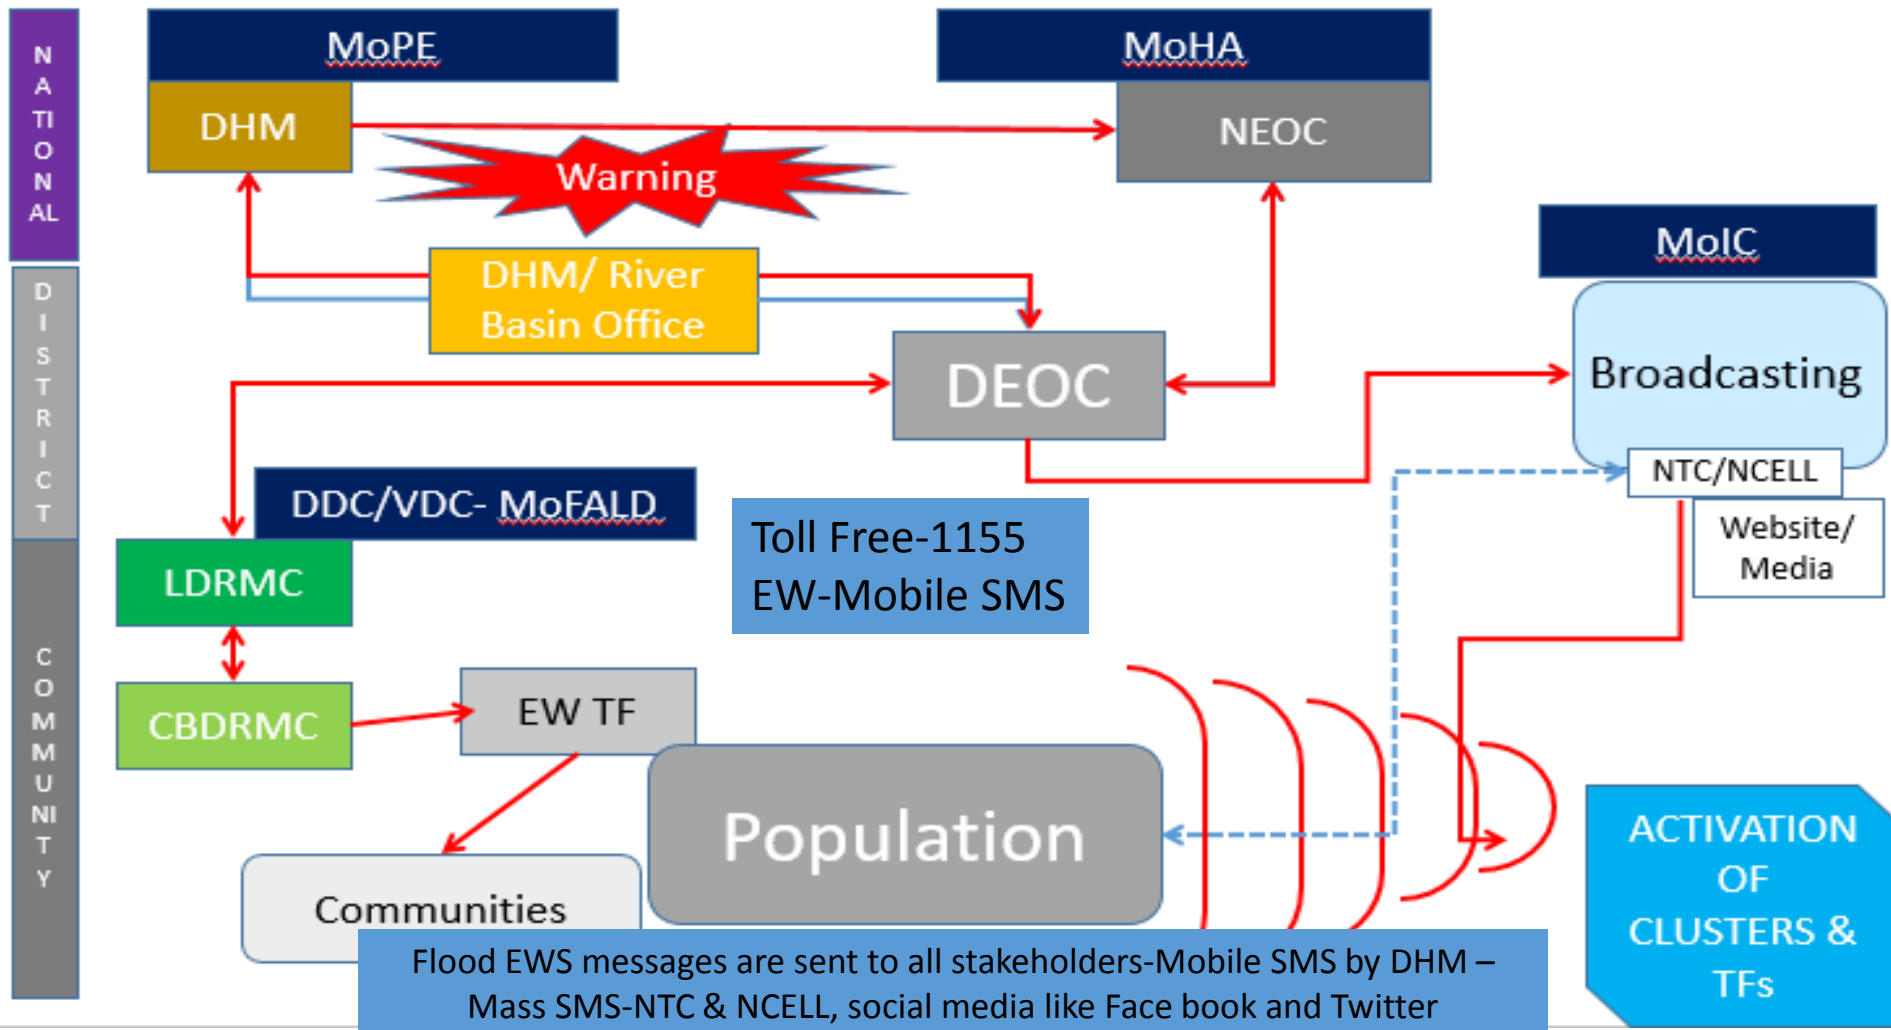 N
A
TI
O
N
AL
D
I
S
T
R
I
C
T
C
O
M
M
U
NI
T
Y
MoPE
DHM
MoHA
NEOC
Warning
DHM/ River
Basin Office
DEOC
MoIC
Broadcasting
NTC/NCELL
Website/
Media
DDC/VDC- MoFALD
LDRMC
Toll Free-1155
EW-Mobile SMS
CBDRMC
EW TF
Population
Communities
ACTIVATION
OF
CLUSTERS &
TFs
Flood EWS messages are sent to all stakeholders-Mobile SMS by DHM –
Mass SMS-NTC & NCELL, social media like Face book and Twitter